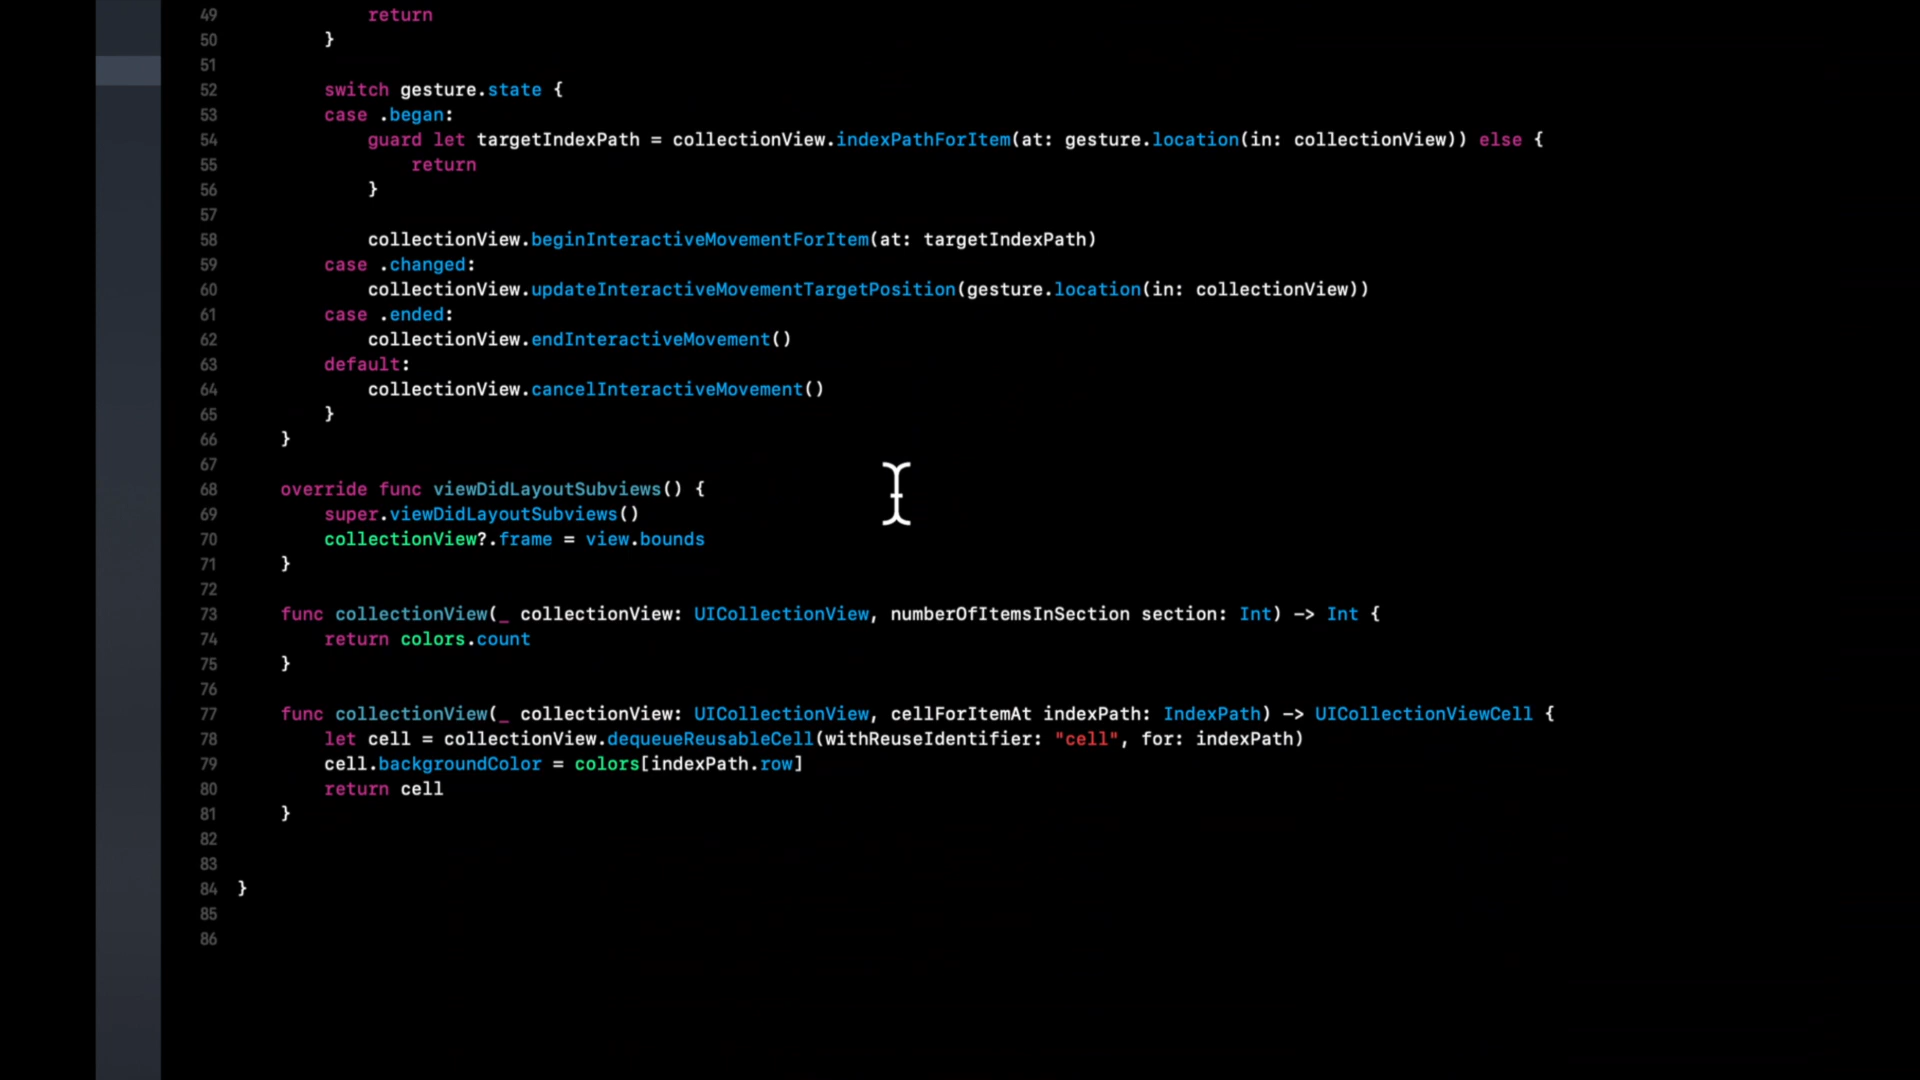 49 return
50 }
51
52 switch gesture.state {
53 case .began:
54 guard let targetIndexPath = collectionView.indexPathForItem(at: gesture.location(in: collectionView)) else {
55 return
56 }
57
58 collectionView.beginInteractiveMovementForItem(at: targetIndexPath)
59 case .changed:
60 collectionView.updateInteractiveMovementTargetPosition(gesture.location(in: collectionView))
61 case .ended:
62 collectionView.endInteractiveMovement()
63 default:
64 collectionView.cancelInteractiveMovement()
65 }
66 }
67
68 override func viewDidLayoutSubviews() {
69 super.viewDidLayoutSubviews()
70 collectionView?.frame = view.bounds
71 }
72
73 func collectionView(_ collectionView: UICollectionView, numberOfItemsInSection section: Int) -> Int {
74 return colors.count
75 }
76
77 func collectionView(_ collectionView: UICollectionView, cellForItemAt indexPath: IndexPath) -> UICollectionViewCell {
78 let cell = collectionView.dequeueReusableCell(withReuseIdentifier: "cell", for: indexPath)
79 cell.backgroundColor = colors[indexPath.row]
80 return cell
81 }
82
83
84 }
85
86